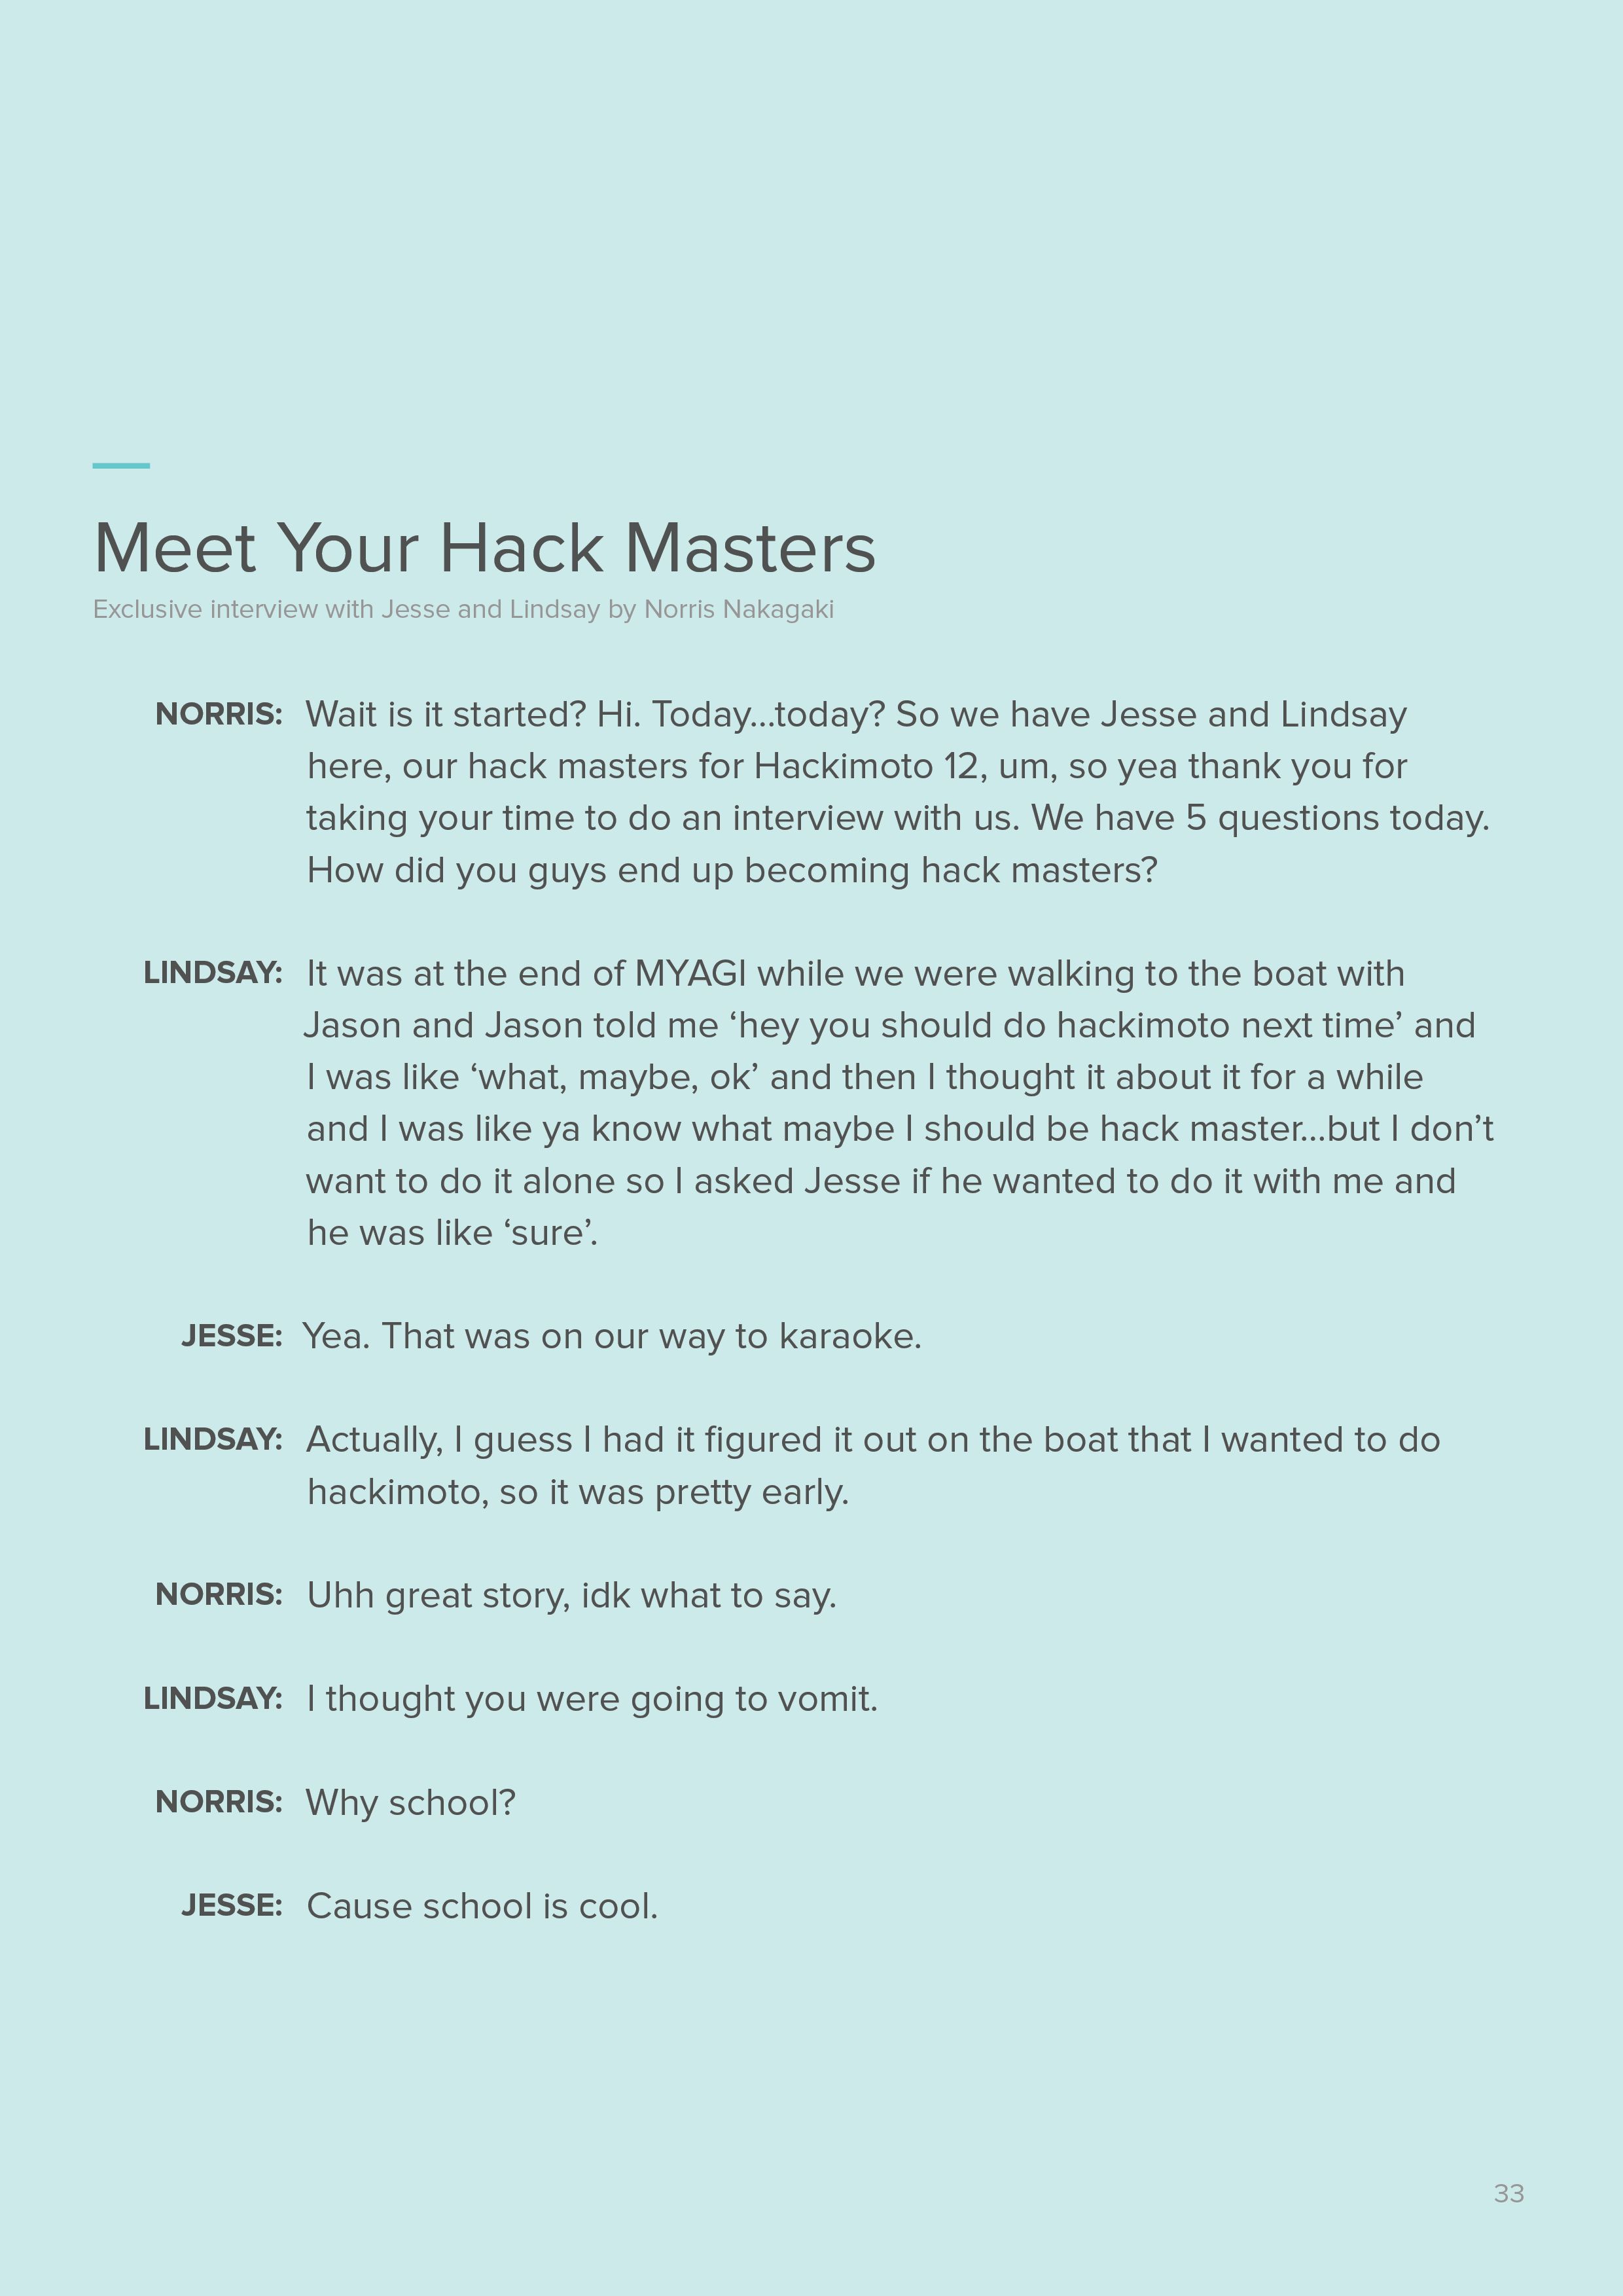 Meet Your Hack Masters
Exclusive interview with Jesse and Lindsay by Norris Nakagaki
NORRIS: Wait is it started? Hi. Today...today? So we have Jesse and Lindsay
here, our hack masters for Hackimoto 12, um, so yea thank you for
taking your time to do an interview with us. We have 5 questions today.
How did you guys end up becoming hack masters?
LINDSAY: It was at the end of MYAGI while we were walking to the boat with
Jason and Jason told me ‘hey you should do hackimoto next time’ and
I was like ‘what, maybe, ok’ and then I thought it about it for a while
and I was like ya know what maybe I should be hack master...but I don’t
want to do it alone so I asked Jesse if he wanted to do it with me and
he was like ‘sure’.
JESSE: Yea. That was on our way to karaoke.
LINDSAY: Actually, I guess I had it figured it out on the boat that I wanted to do
hackimoto, so it was pretty early.
NORRIS: Uhh great story, idk what to say.
LINDSAY: I thought you were going to vomit.
NORRIS: Why school?
JESSE: Cause school is cool.
33